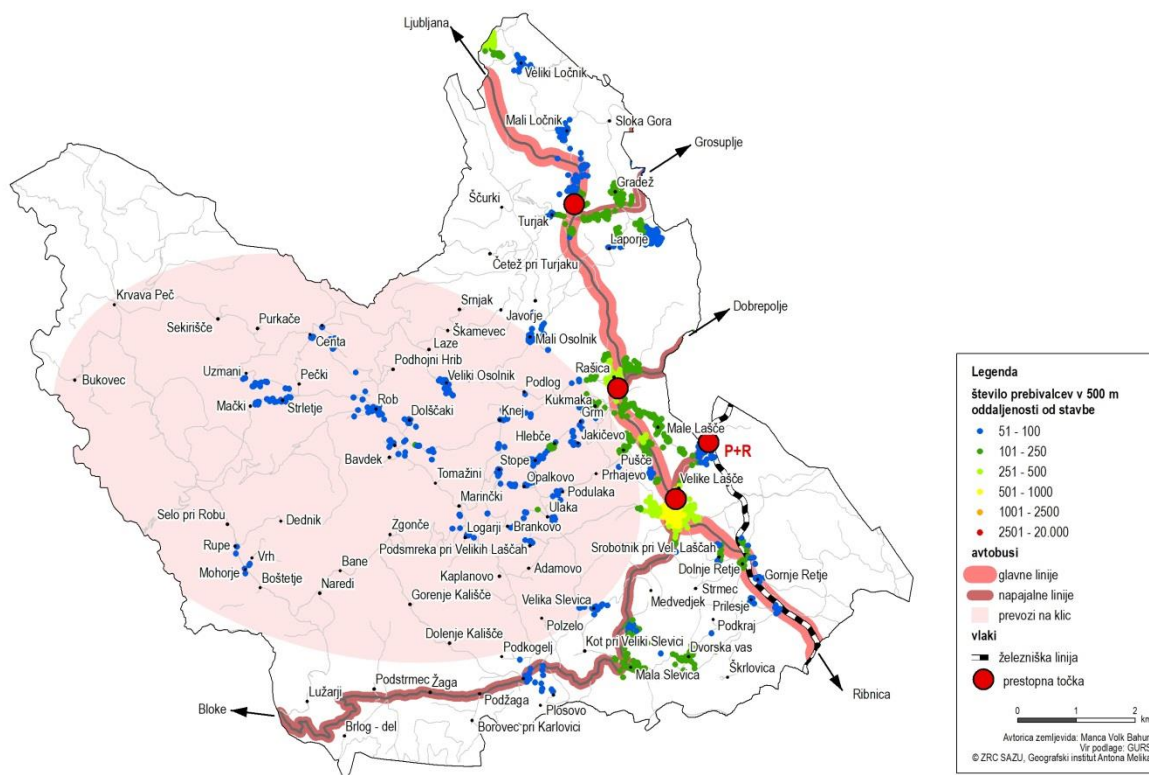 Ljubljana
Veliki Ločnik
Mali Ločnik
Sloka Gora
Grosuplje
Gradež
Ščurki
Turjak
Laporje
Četež pri Turjaku
Dobrepolje
Krvava Peč
Srnjak
Javorje
Sekirišče
Purkače
Škamevec
Centa
Laze
Mali Osolnik
Rašica
Uzmani
Podhojni Hrib
Bukovec
Pečki
Veliki Osolnik
Podlog
Mački
Strletje
Rob
Kukmaka
Dolščaki
Knej
Grm
Male Lašče
Hlebče
Jakičevo
P+R
Bavdek
Stope
Pušče
Tomažini
Opalkovo
Prhajevo
Velike Lašče
Marinčki
Podulaka
Selo pri Robu
Dednik
Ulaka
Zgonče
Logarji
Brankovo
Rupe
Vrh
Podsmreka pri Velikih Laščah
Srobotnik pri Vel. Laščah
Mohorje
Bane
Adamovo
Dolnje Retje
Gornje Retje
Boštetje
Naredi
Kaplanovo
Strmec
Gorenje Kališče
Velika Slevica
Medvedjek
Prilesje
Polzelo
Podkraj
Dolenje Kališče
Kot pri Veliki Slevici
Podkogelj
Dvorska vas
Mala Slevica
Škrlovica
Podstrmec
Lužarji
Žaga
Podžaga
Plosovo
Ribnica
Bloke
Brlog - del
Borovec pri Karlovici
Legenda
število prebivalcev v 500 m
oddaljenosti od stavbe
51 - 100
101 - 250
251 - 500
501 - 1000
1001 - 2500
2501 - 20.000
avtobusi
glavne linije
napajalne linije
prevozi na klic
vlaki
železniška linija
prestopna točka
0 1 2
km
Avtorica zemljevida: Manca Volk Bahun
Vir podlage: GURS
© ZRC SAZU, Geografski institut Antona Melika